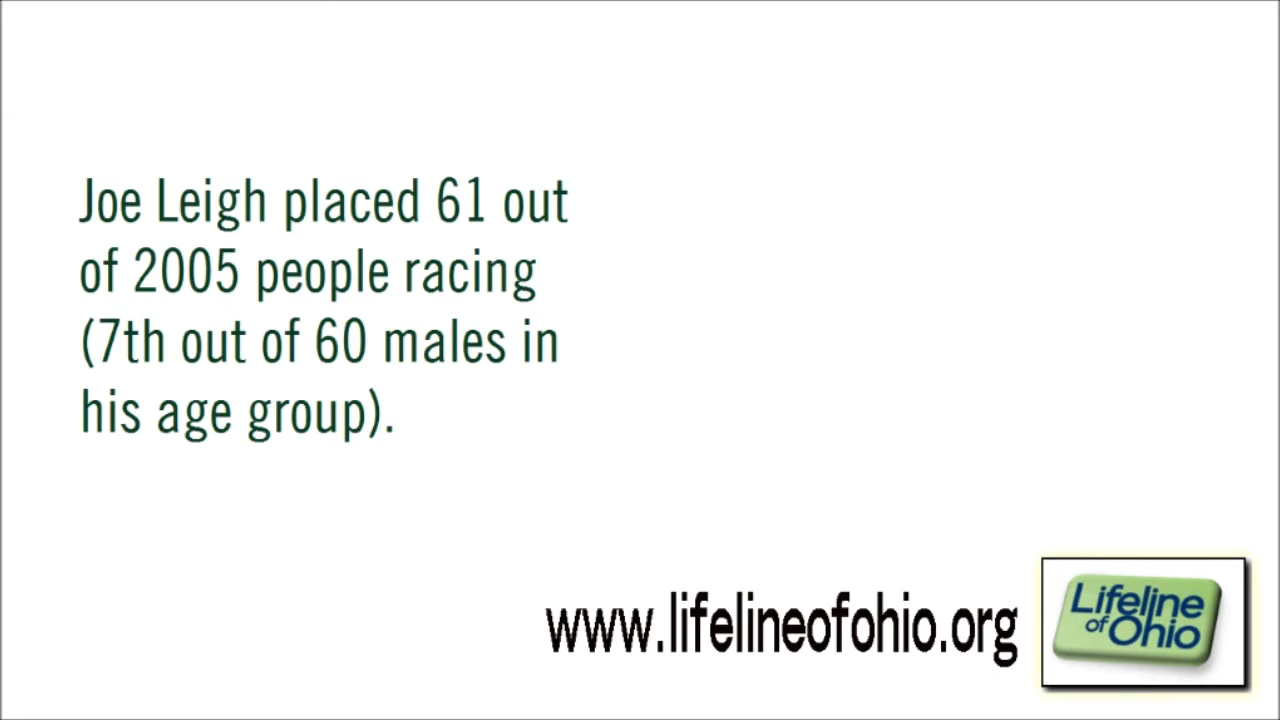 Joe Leigh placed 61 out
of 2005 people racing
(7th out of 60 males in
his age group).
www.lifelineofohio.org
Lifeline
of Ohio